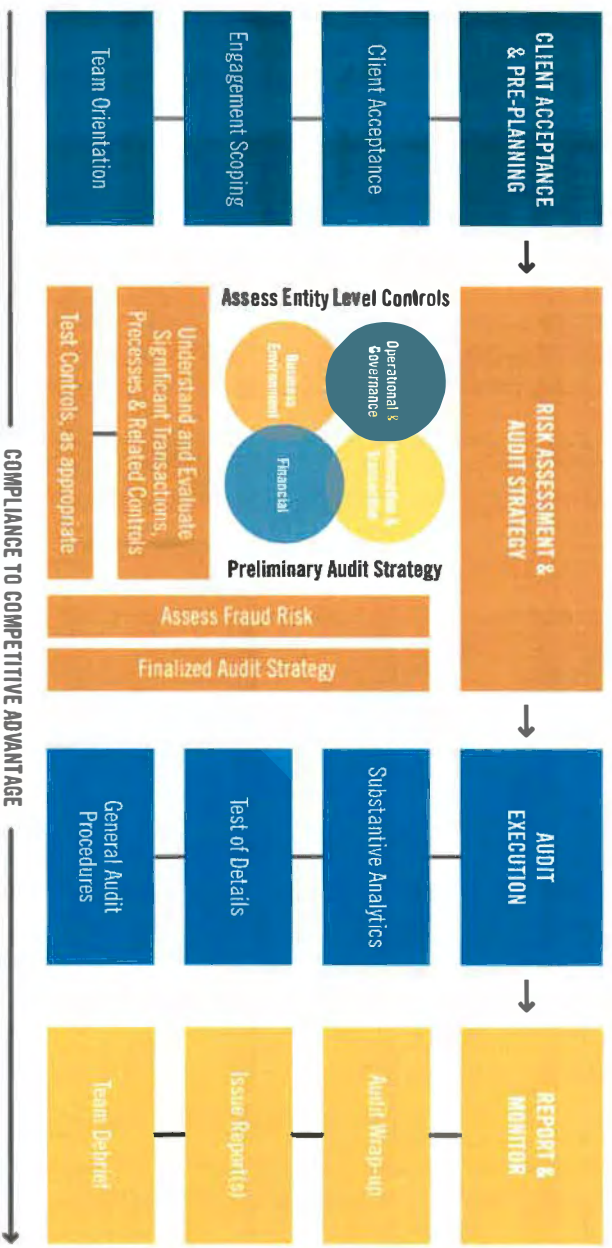 CLIENT ACCEPTANCE
& PRE-PLANNING
Client Acceptance
Engagement Scoping
Team Orientation
RISK ASSESSMENT &
AUDIT STRATEGY
Assess Entity Level Controls
Operational &
Governance
Business
Environment
Financial
Preliminary Audit Strategy
Understand and Evaluate
Significant Transactions,
Processes & Related Controls
Test Controls, as appropriate
Assess Fraud Risk
Finalized Audit Strategy
AUDIT
EXECUTION
Substantive Analytics
Test of Details
General Audit
Procedures
REPORT &
MONITOR
Audit Wrap-up
Issue Report(s)
Team Debrief
COMPLIANCE TO COMPETITIVE ADVANTAGE